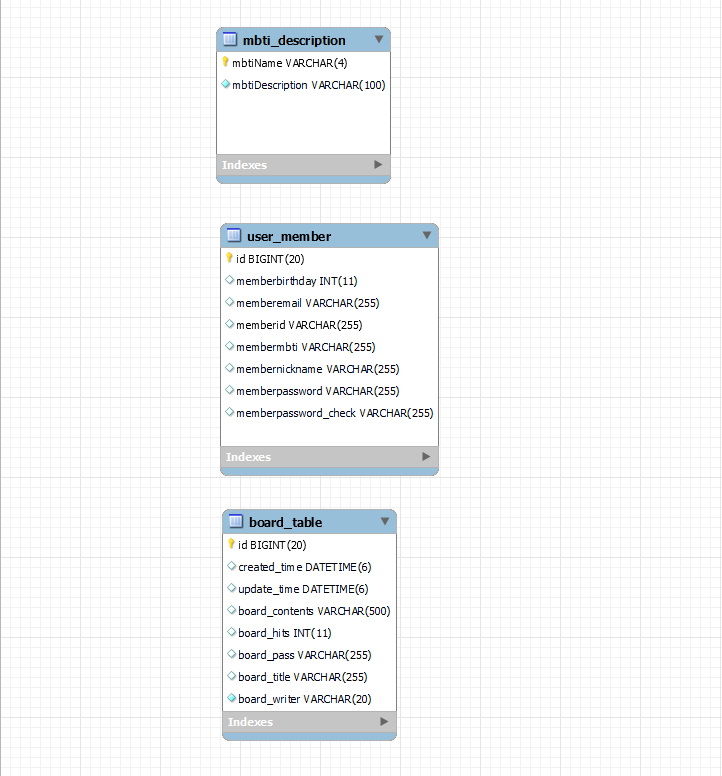 mbti_description
mbtiName VARCHAR(4)
mbtiDescription VARCHAR(100)
Indexes
user_member
id BIGINT(20)
memberbirthday INT(11)
memberemail VARCHAR(255)
memberid VARCHAR(255)
membermbti VARCHAR(255)
membernickname VARCHAR(255)
memberpassword VARCHAR(255)
memberpassword_check VARCHAR(255)
Indexes
board_table
id BIGINT(20)
created_time DATETIME(6)
update_time DATETIME(6)
board_contents VARCHAR(500)
board_hits INT(11)
board_pass VARCHAR(255)
board_title VARCHAR(255)
board_writer VARCHAR(20)
Indexes